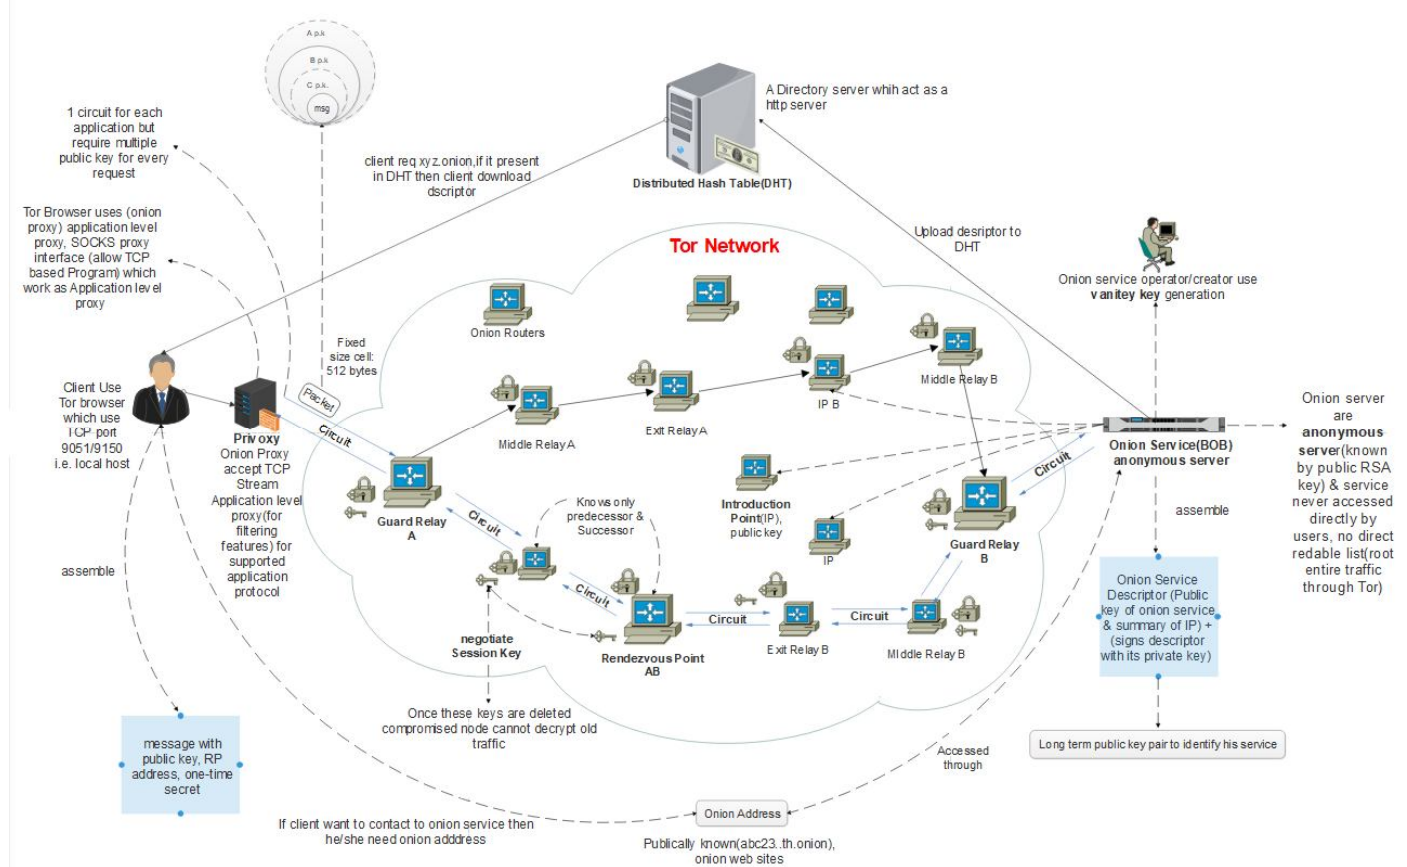 A p.k
B p.k
C p.k.
msg
1 circuit for each
application but
require multiple
public key for every
request
Tor Browser uses (onion
proxy) application level
proxy, SOCKS proxy
interface (allow TCP
based Program) which
work as Application level
proxy
client req xyz.onion,if it present
in DHT then client download
dscriptor
A Directory server whih act as a
http server
Distributed Hash Table(DHT)
Upload desriptor to
DHT
Tor Network
Onion service operator/creator use
vanitey key generation
Onion Routers
Fixed
size cell:
512 bytes
Packet
Circuit
Client Use
Tor browser
which use
TCP port
9051/9150
i.e. local host
Privoxy
Onion Proxy
accept TCP
Stream
Application level
proxy(for
filtering
features) for
supported
application
protocol
Middle Relay A
Exit Relay A
IP B
Middle Relay B
Onion Service(BOB)
anonymous server
Circuit
Onion server
are
anonymous
server(known
by public RSA
key) & service
never accessed
directly by
users, no direct
redable list(root
entire traffic
through Tor)
Guard Relay
A
Circuit
Knows only
predecessor &
Successor
Introduction
Point(IP),
public key
IP
Guard Relay
B
assemble
assemble
Onion Service
Descriptor (Public
key of onion service
& summary of IP) +
(signs descriptor
with its private key)
Circuit
Circuit
Circuit
negotiate
Session Key
Rendezvous Point
AB
Exit Relay B
MIddle Relay B
Once these keys are deleted
compromised node cannot decrypt old
traffic
message with
public key, RP
address, one-time
secret
Long term public key pair to identify his service
Accessed
through
Onion Address
If client want to contact to onion service then
he/she need onion adddress
Publically known(abc23..th.onion),
onion web sites